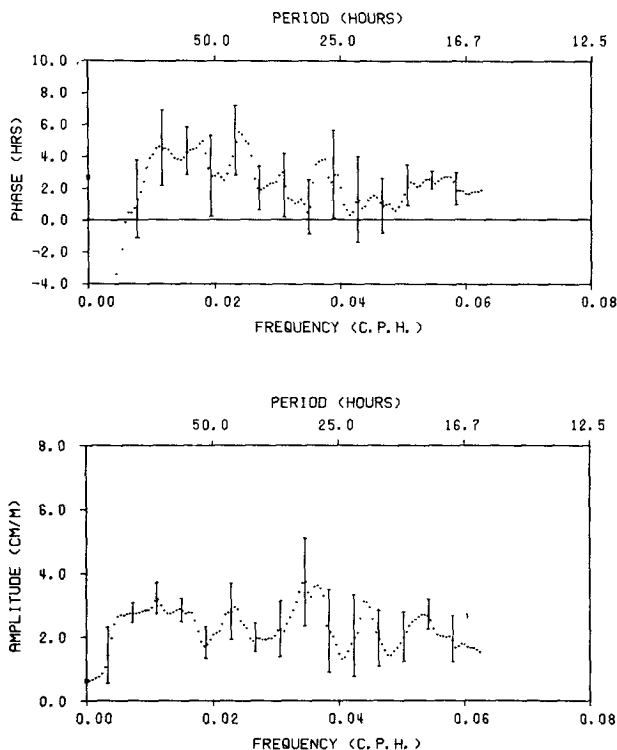 PERIOD (HOURS)
50.0 25.0 16.7 12.5
10.0
8.0
6.0
4.0
2.0
0.0
-2.0
-4.0
PHASE (HRS)
0.00 0.02 0.04 0.06 0.08
FREQUENCY (C.P.H.)
PERIOD (HOURS)
50.0 25.0 16.7 12.5
8.0
6.0
4.0
2.0
0.0
AMPLITUDE (CM/M)
0.00 0.02 0.04 0.06 0.08
FREQUENCY (C.P.H.)